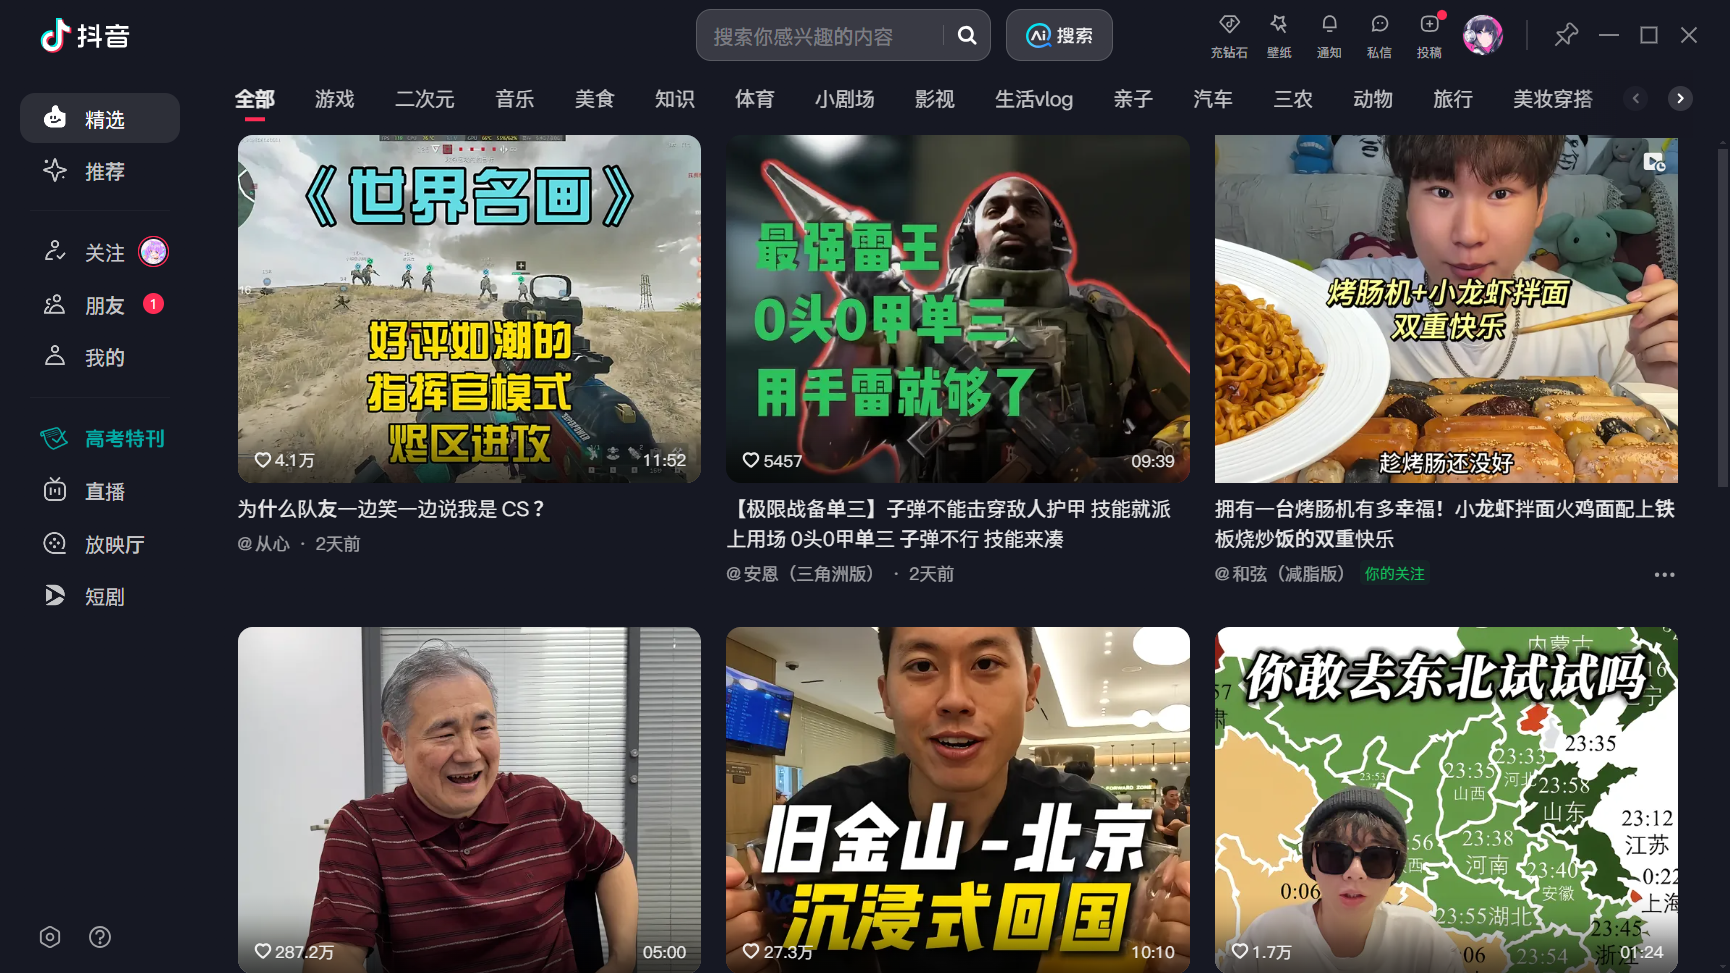 抖音
搜索你感兴趣的内容
搜索
充钻石
壁纸
通知
私信
投稿
精选
推荐
关注
朋友
1
我的
高考特刊
直播
放映厅
短剧
全部
游戏
二次元
音乐
美食
知识
体育
小剧场
影视
生活vlog
亲子
汽车
三农
动物
旅行
美妆穿搭
《世界名画》
好评如潮的
指挥官模式
烬区进攻
4.1万
11:52
为什么队友一边笑一边说我是 CS？
@从心 · 2天前
最强雷王
0头0甲单三
用手雷就够了
5457
09:39
【极限战备单三】子弹不能击穿敌人护甲 技能就派
上用场 0头0甲单三 子弹不行 技能来凑
@安恩（三角洲版） · 2天前
烤肠机+小龙虾拌面
双重快乐
趁烤肠还没好
拥有一台烤肠机有多幸福！小龙虾拌面火鸡面配上铁
板烧炒饭的双重快乐
@和弦（减脂版）
你的关注
287.2万
05:00
旧金山-北京
沉浸式回国
27.3万
10:10
内蒙古
你敢去东北试试吗
23:35
23:33
河北
23:35
山西
23:53
23:58
山东
23:12
江苏
23:38
河南
23:40
安徽
0:06
0:22
上海
23:55湖北
23:45
浙江
23:54
06
1.7万
01:24